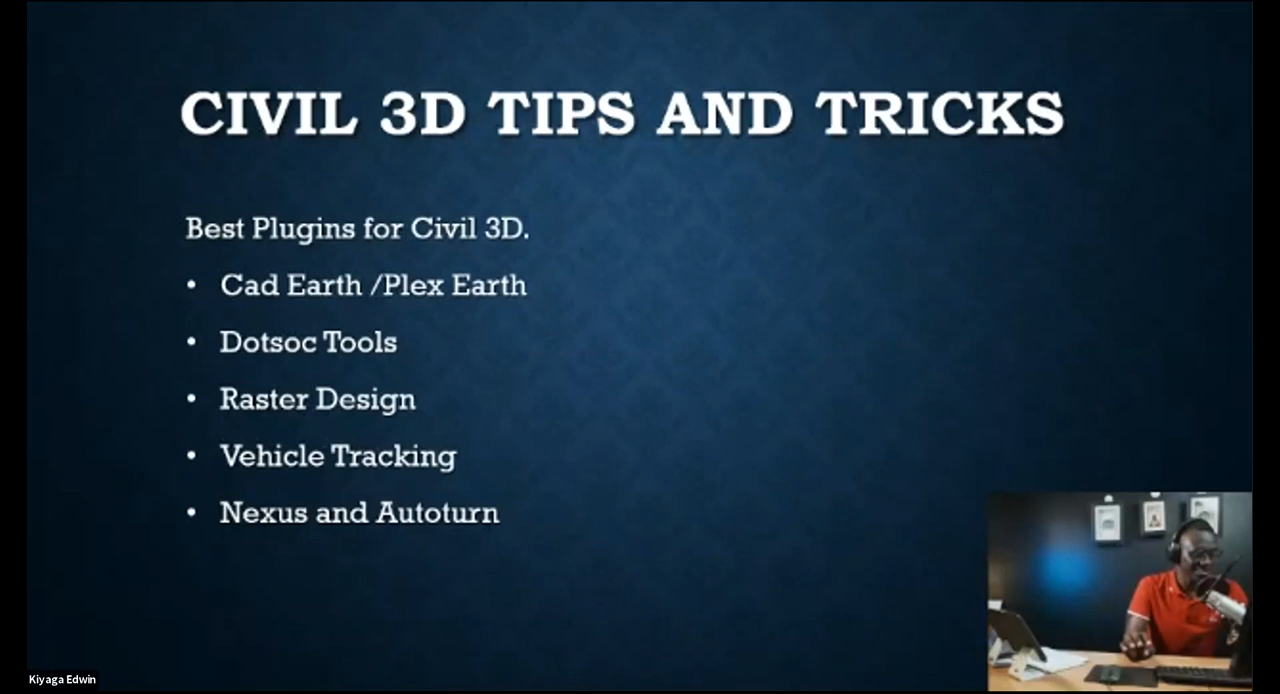 CIVIL 3D TIPS AND TRICKS
Best Plugins for Civil 3D.
• Cad Earth /Plex Earth
• Dotsoc Tools
• Raster Design
• Vehicle Tracking
• Nexus and Autoturn
Kiyaga Edwin